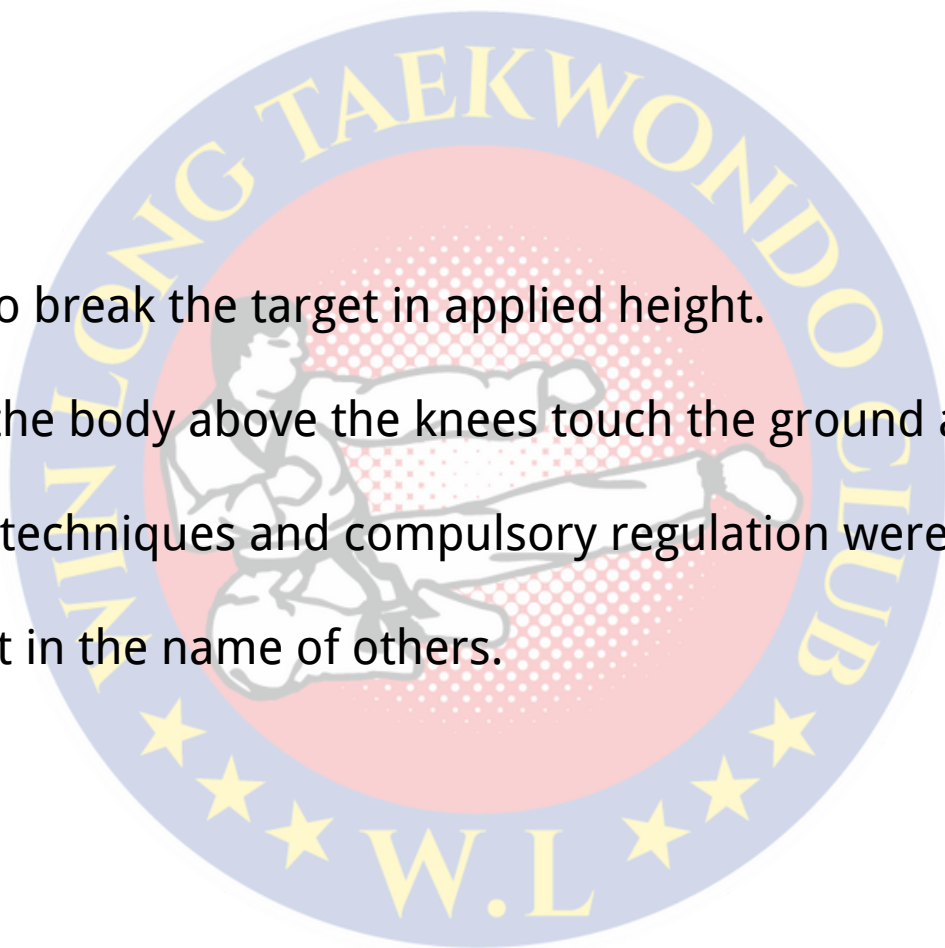 WIN LONG TAEKWONDO CLUB
o break the target in applied height.
the body above the knees touch the ground a
techniques and compulsory regulation were
t in the name of others.
W.L